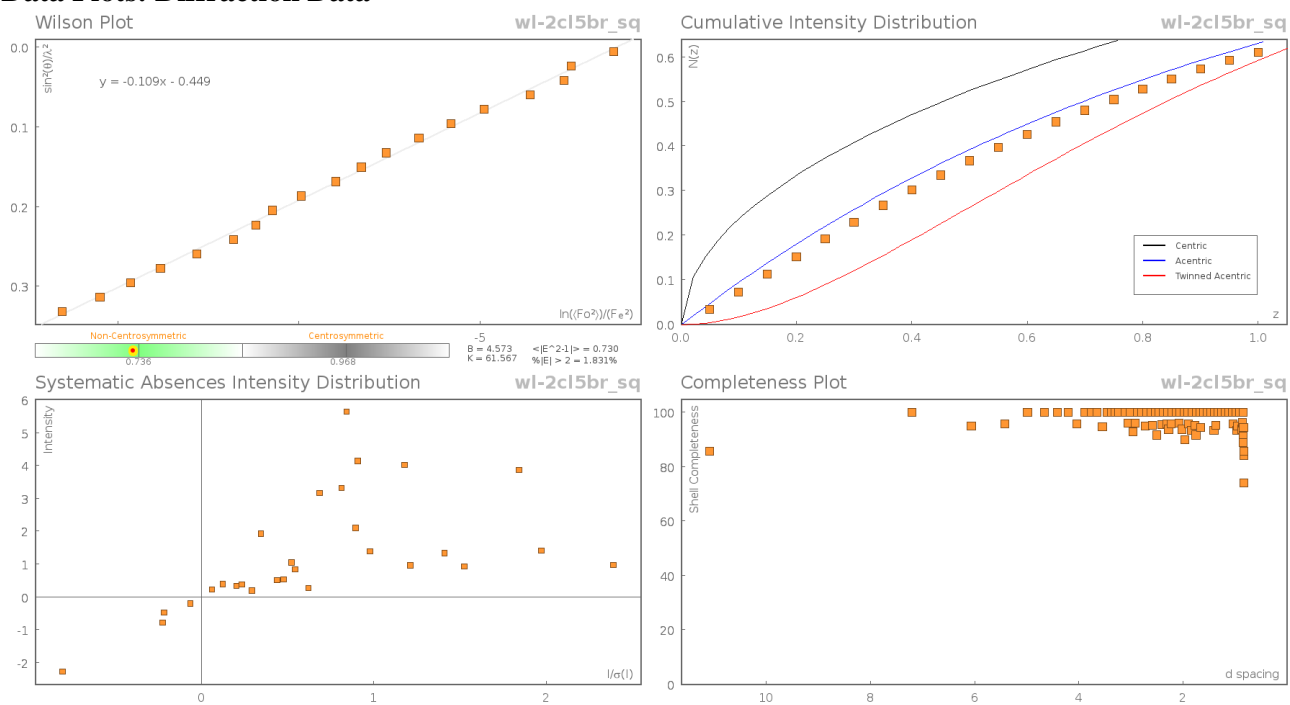 Data Plots: Diffraction Data
Wilson Plot
wl-2cl5br_sq
0.0
0.1
0.2
0.3
sin²(θ)/λ²
y = -0.109x - 0.449
ln(⟨Fo²⟩)/(Fe²)
-5
Non-Centrosymmetric
Centrosymmetric
0.736
0.968
B = 4.573
K = 61.567
<|E^2-1|> = 0.730
%|E| > 2 = 1.831%
Cumulative Intensity Distribution
wl-2cl5br_sq
N(z)
0.6
0.5
0.4
0.3
0.2
0.1
0.0
Centric
Acentric
Twinned Acentric
z
0.0
0.2
0.4
0.6
0.8
1.0
Systematic Absences Intensity Distribution
wl-2cl5br_sq
Intensity
6
5
4
3
2
1
0
-1
-2
I/σ(I)
0
1
2
Completeness Plot
wl-2cl5br_sq
Shell Completeness
100
80
60
40
20
0
d spacing
10
8
6
4
2